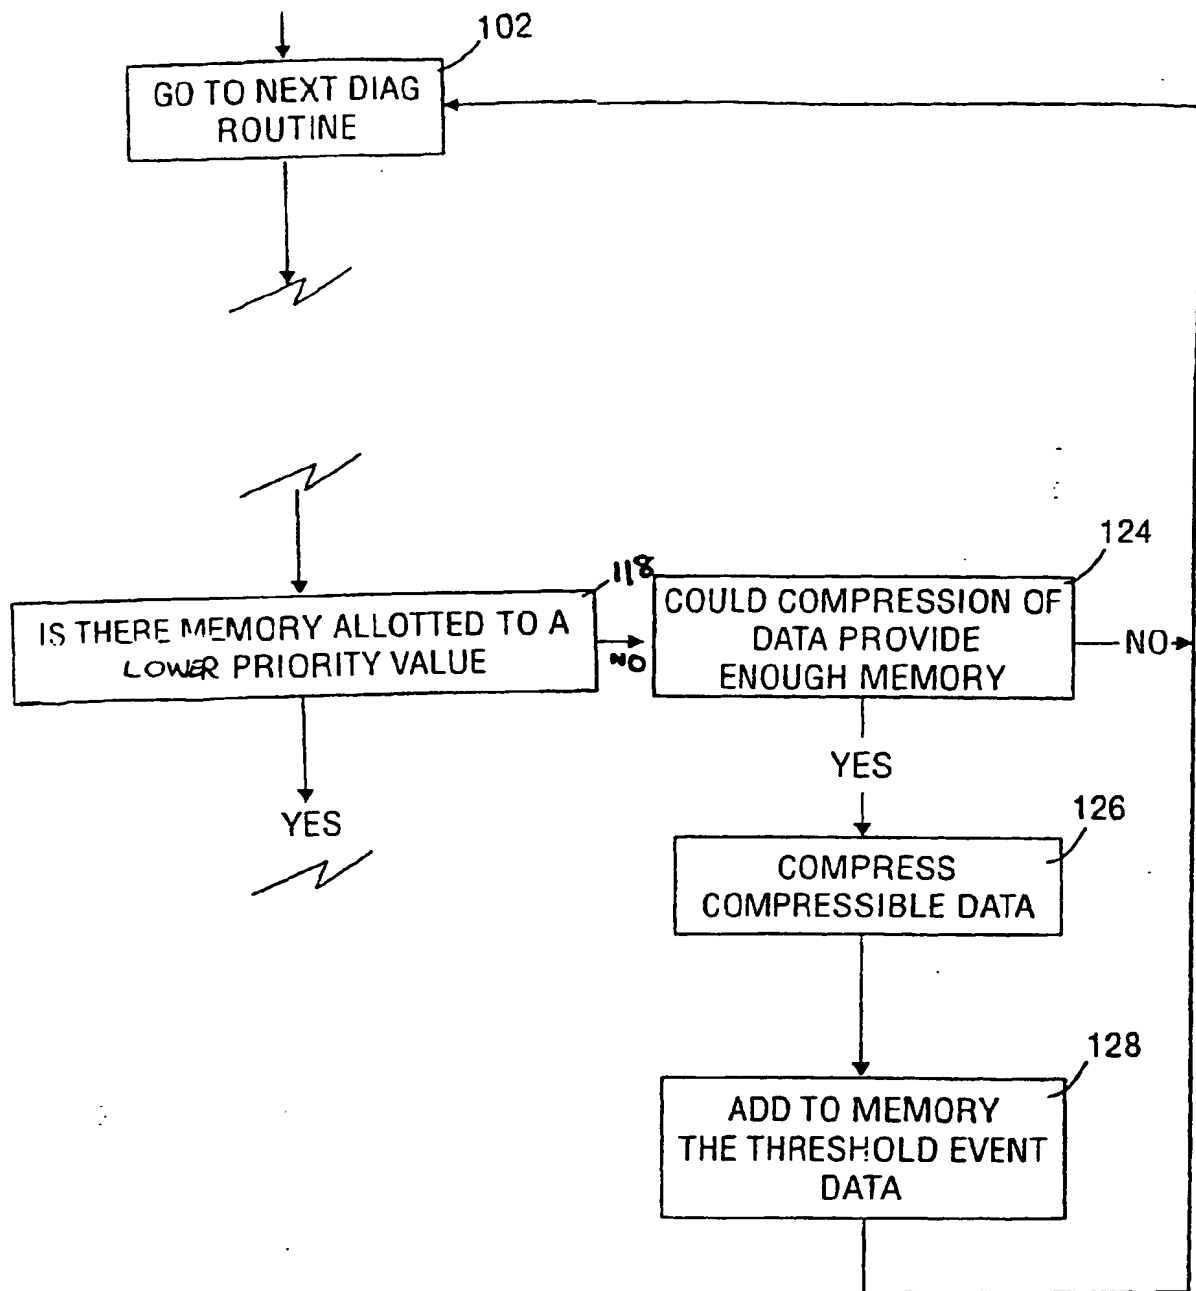 102
GO TO NEXT DIAG
ROUTINE
118
IS THERE MEMORY ALLOTTED TO A
LOWER PRIORITY VALUE
NO
YES
124
COULD COMPRESSION OF
DATA PROVIDE
ENOUGH MEMORY
NO
YES
126
COMPRESS
COMPRESSIBLE DATA
128
ADD TO MEMORY
THE THRESHOLD EVENT
DATA